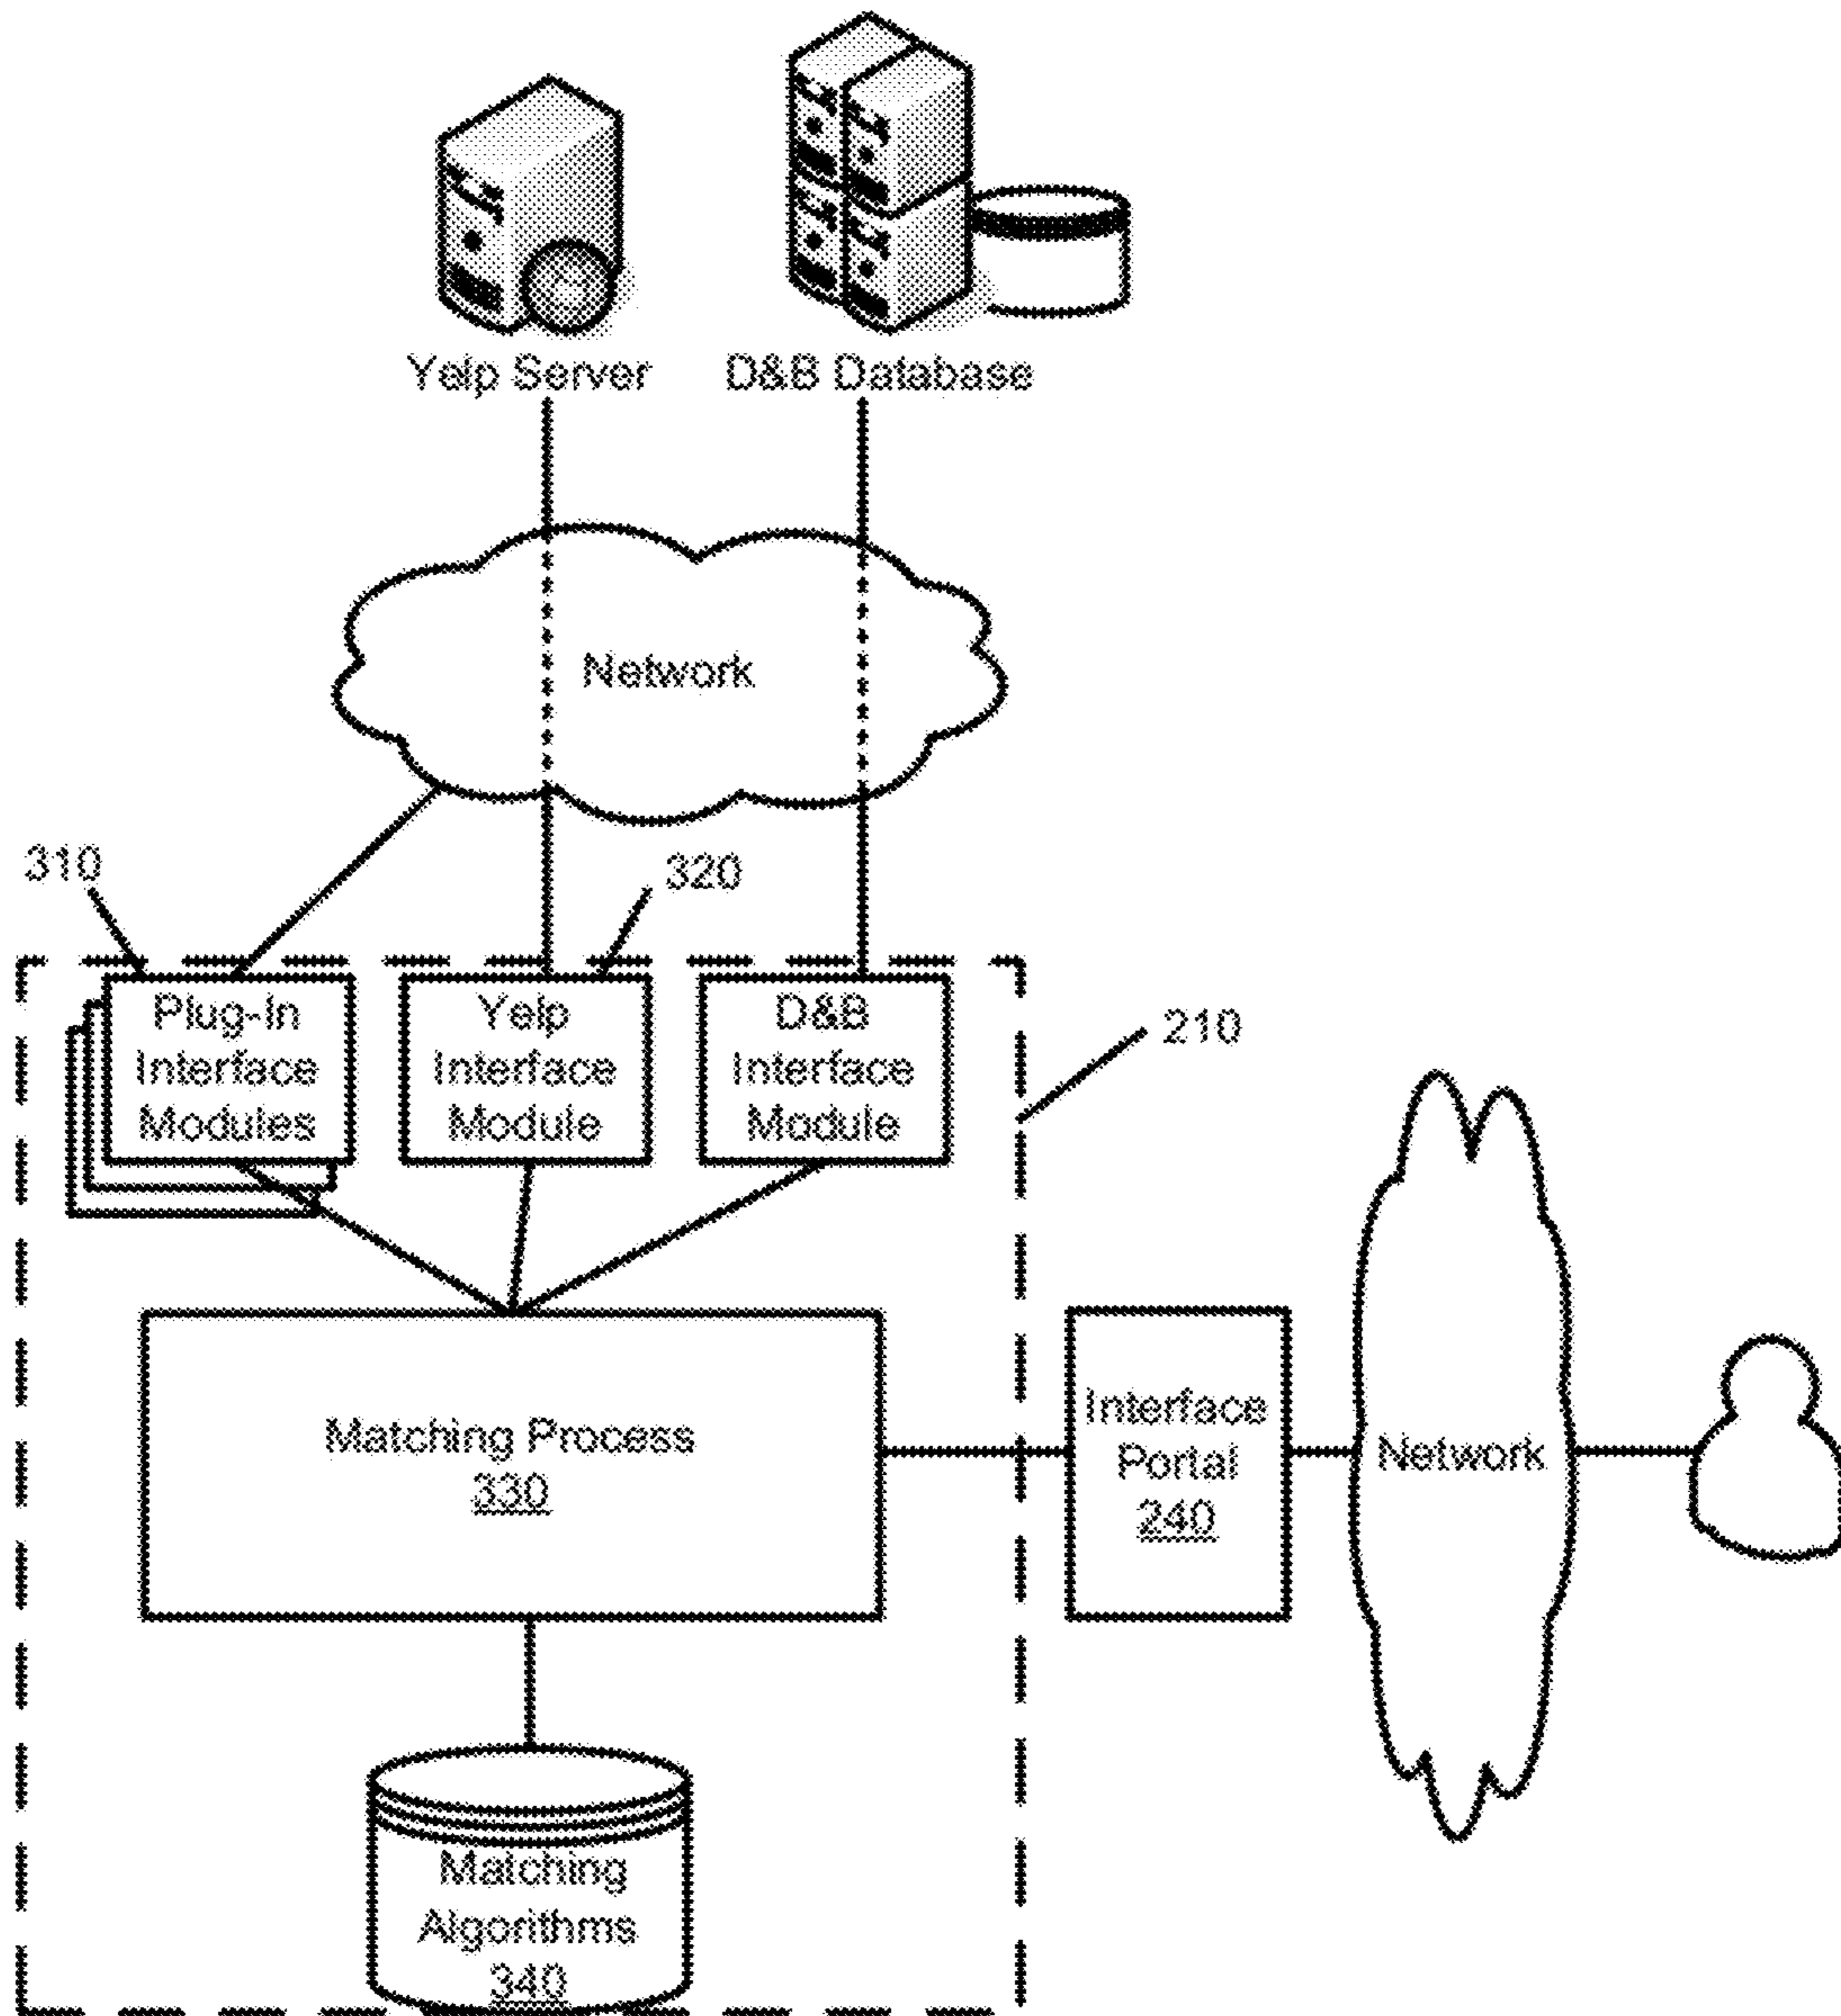 Yelp Server
D&B Database
Network
310
320
Plug-In
Interface
Modules
Yelp
Interface
Module
D&B
Interface
Module
210
Matching Process
330
Interface
Portal
240
Network
Matching
Algorithms
340